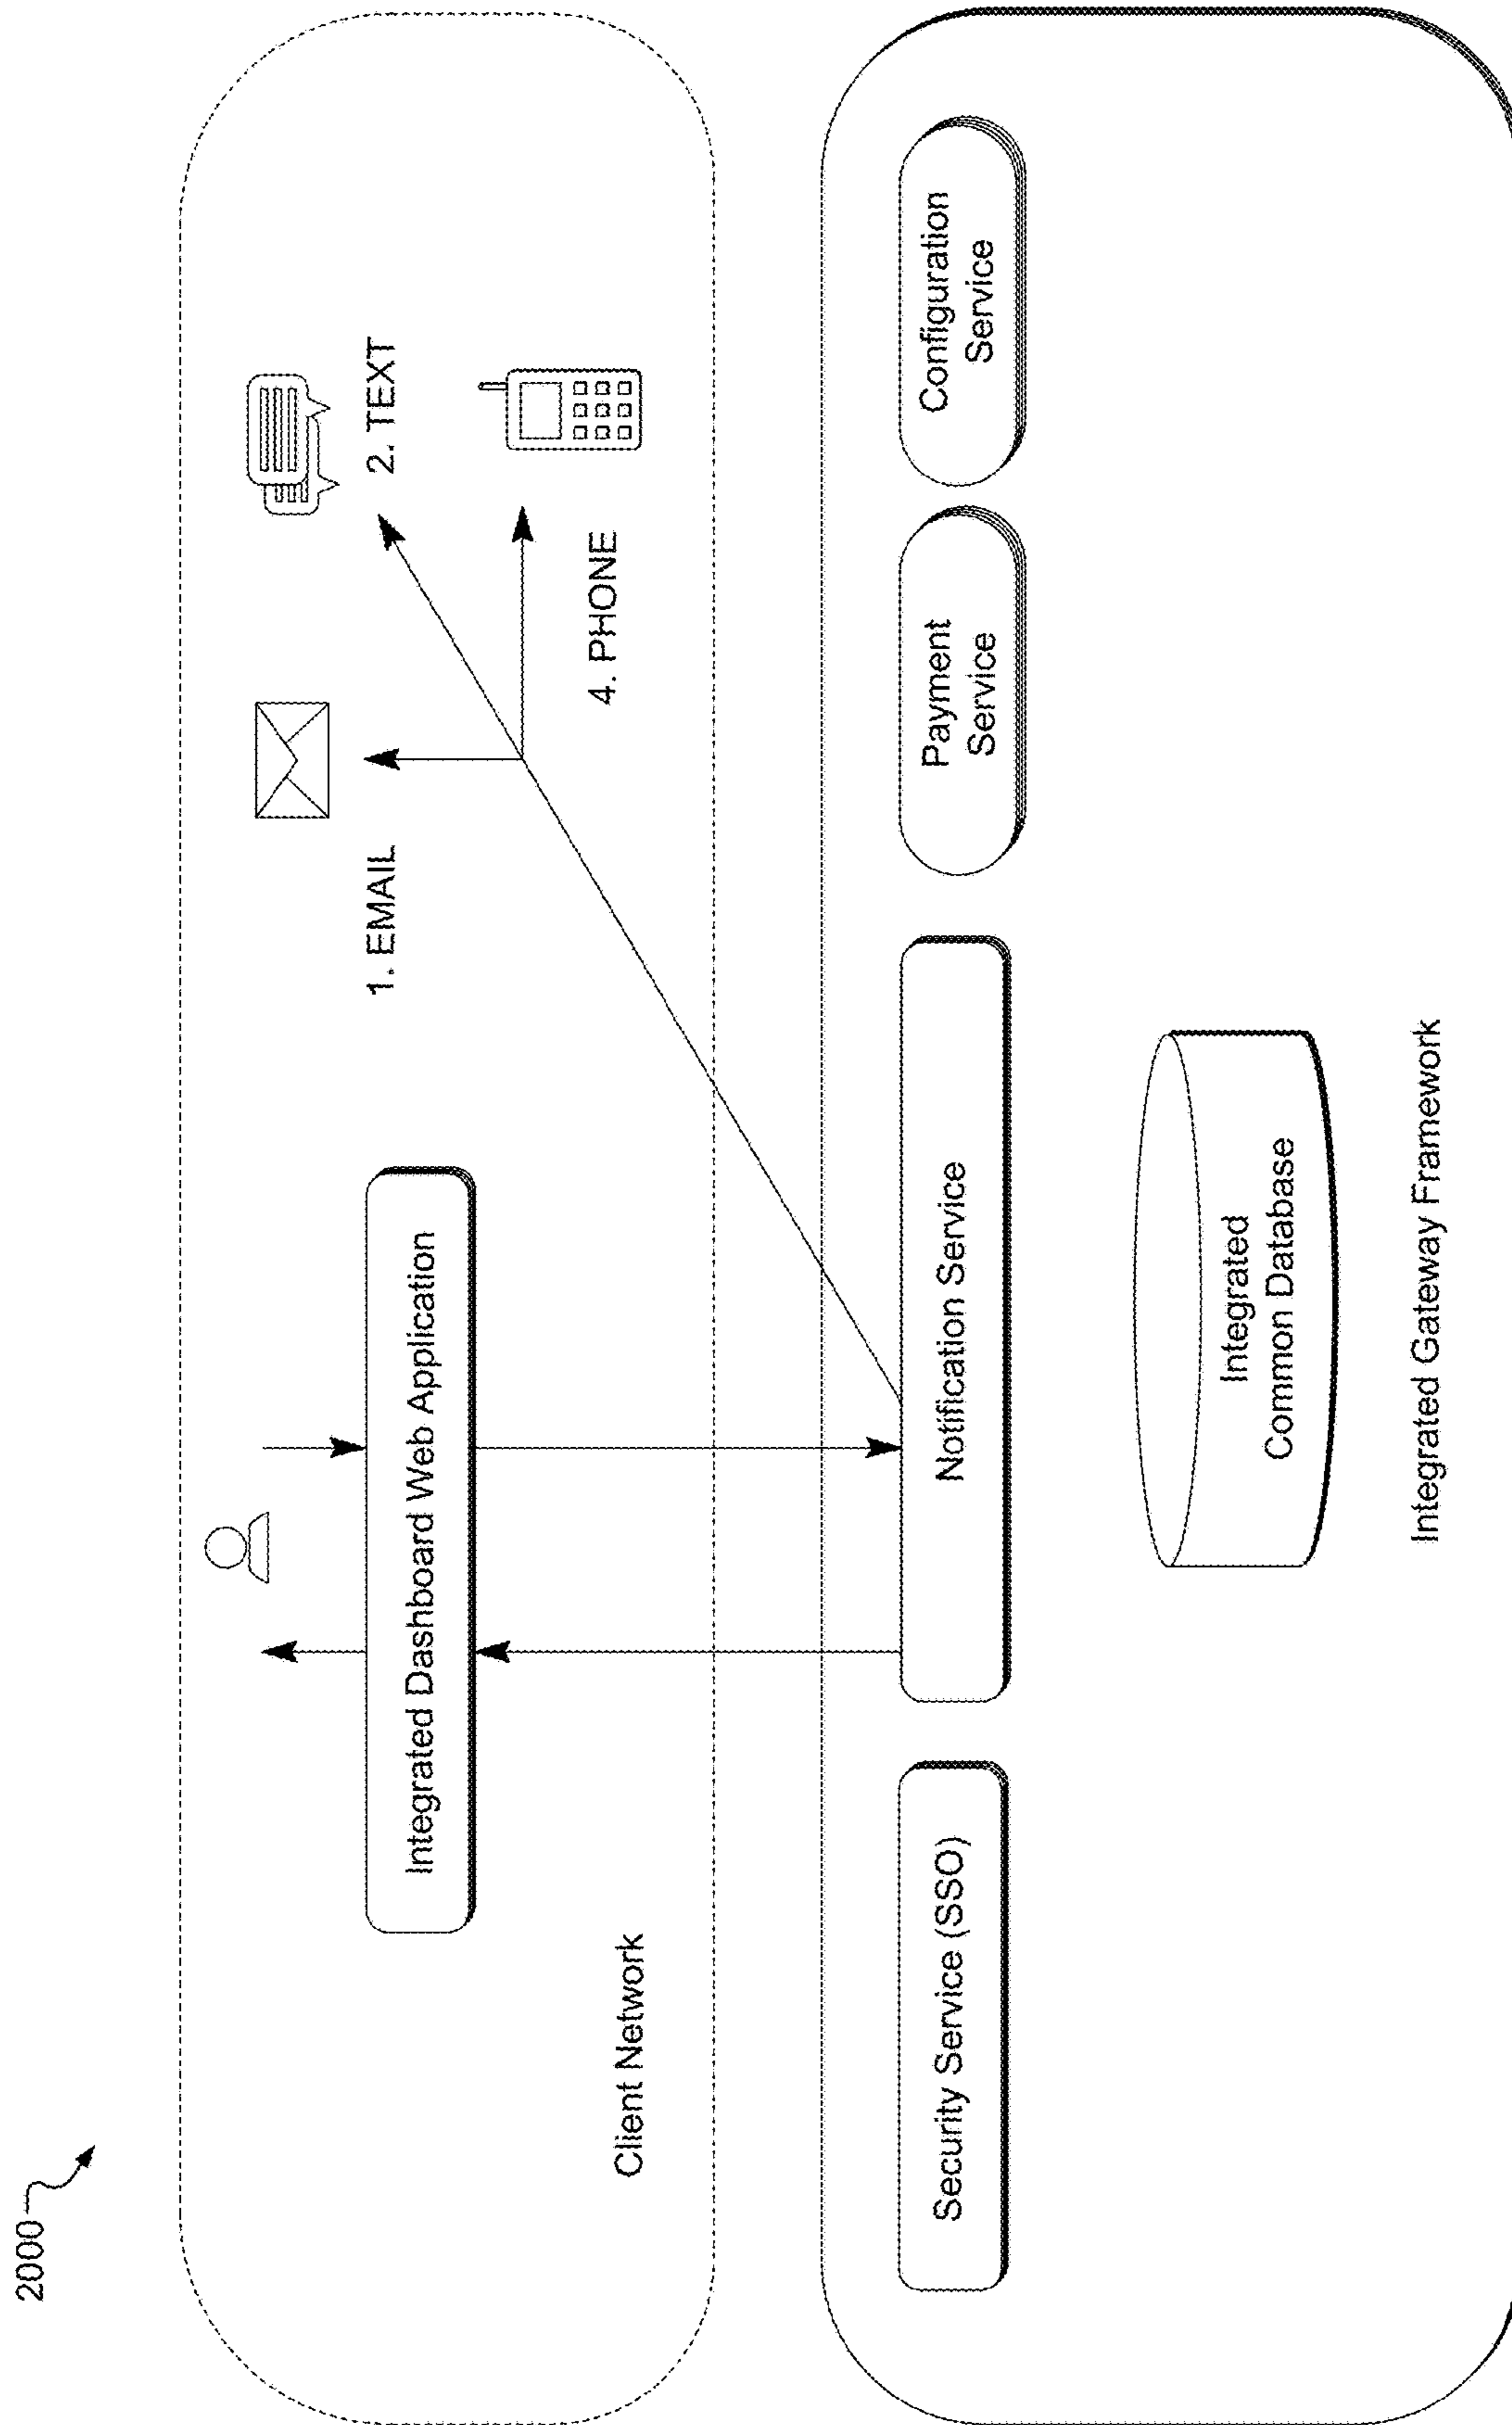 2000
1. EMAIL
2. TEXT
4. PHONE
Integrated Dashboard Web Application
Client Network
Security Service (SSO)
Notification Service
Payment
Service
Configuration
Service
Integrated
Common Database
Integrated Gateway Framework